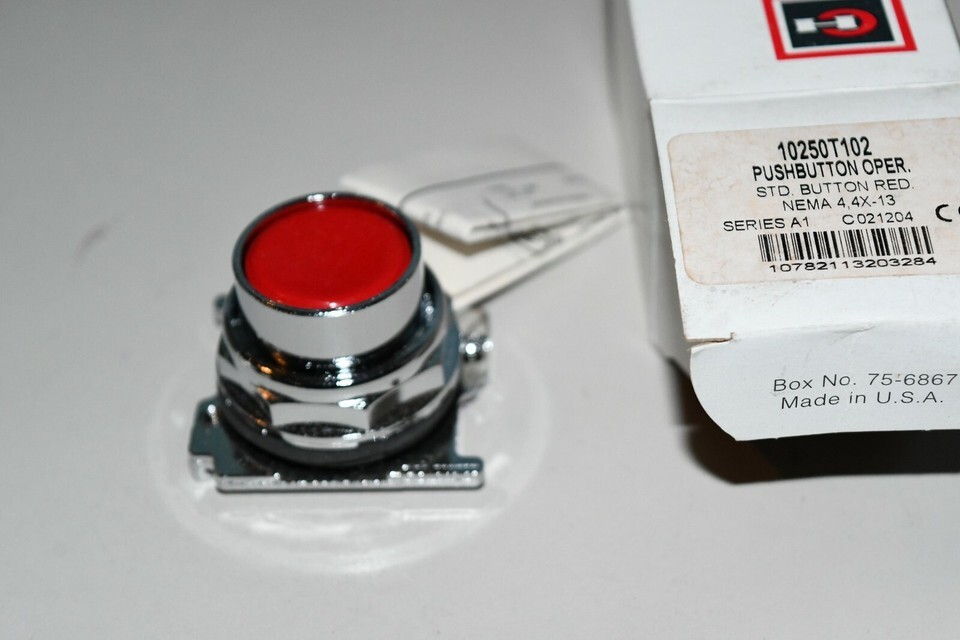 10250T102
PUSHBUTTON OPER.
STD. BUTTON RED.
NEMA 4,4X-13
SERIES A1 C021204 CE
10782113203284
Box No. 75-6867
Made in U.S.A.